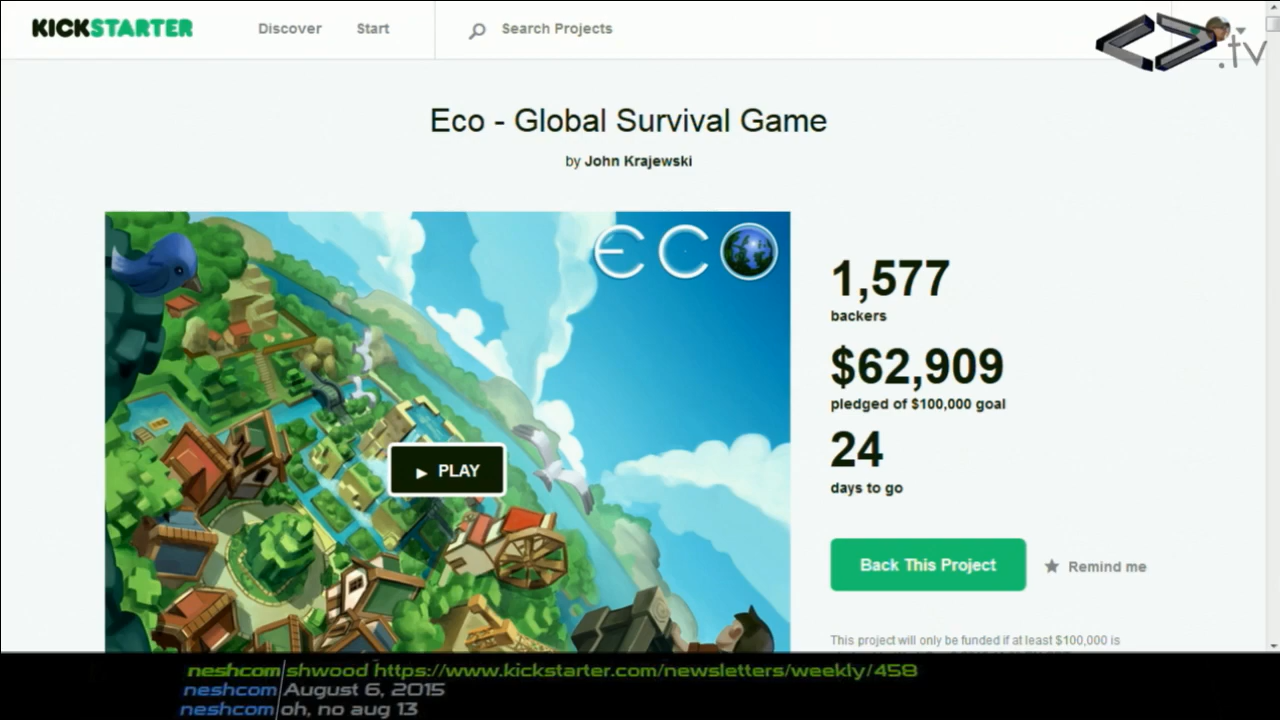 KICKSTARTER
Discover
Start
Search Projects
<>.tv
Eco - Global Survival Game
by John Krajewski
ECO
1,577
backers
$62,909
pledged of $100,000 goal
24
days to go
PLAY
Back This Project
Remind me
This project will only be funded if at least $100,000 is
neshcom shwood https://www.kickstarter.com/newsletters/weekly/458
neshcom August 6, 2015
neshcom oh, no aug 13